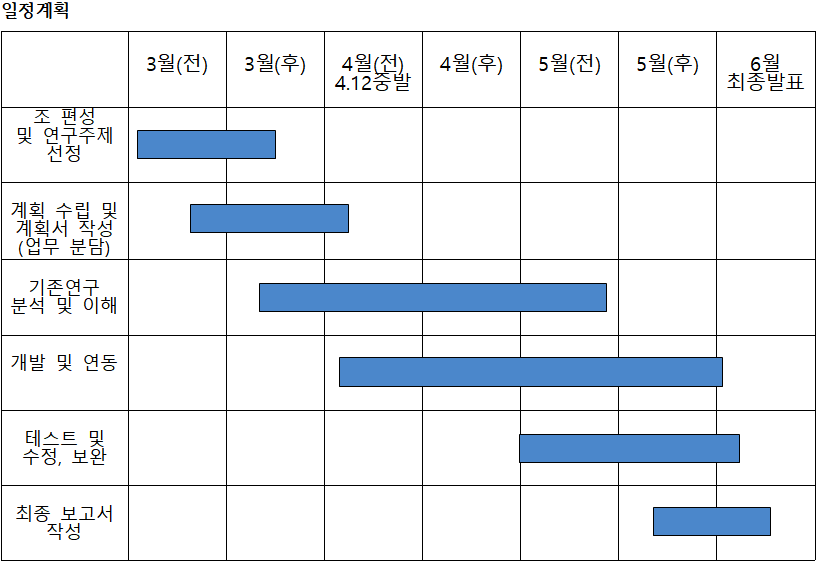 일정계획
3월(전)
3월(후)
4월(전)
4.12중발
4월(후)
5월(전)
5월(후)
6월
최종발표
조 편성
및 연구주제
선정
계획 수립 및
계획서 작성
(업무 분담)
기존연구
분석 및 이해
개발 및 연동
테스트 및
수정, 보완
최종 보고서
작성